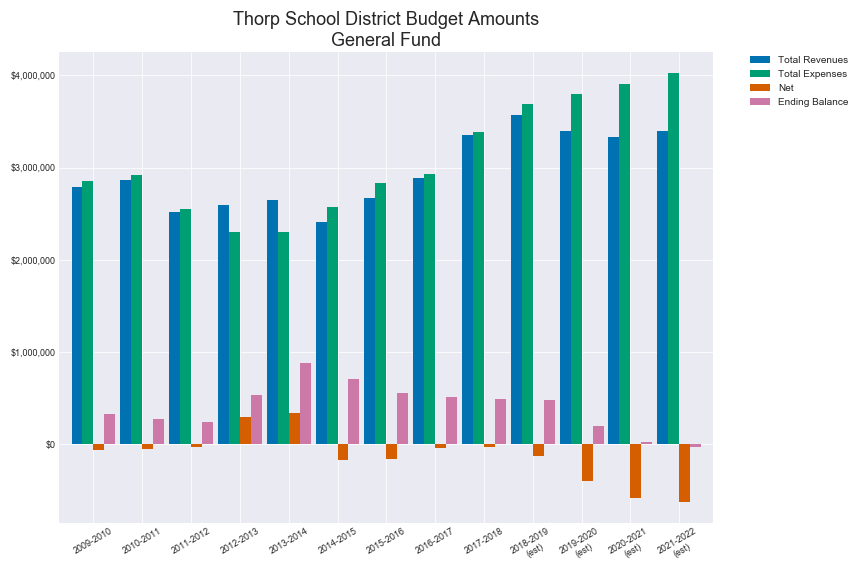 Thorp School District Budget Amounts
General Fund
Total Revenues
Total Expenses
Net
Ending Balance
$4,000,000
$3,000,000
$2,000,000
$1,000,000
$0
2009-2010
2010-2011
2011-2012
2012-2013
2013-2014
2014-2015
2015-2016
2016-2017
2017-2018
2018-2019
(est)
2019-2020
(est)
2020-2021
(est)
2021-2022
(est)